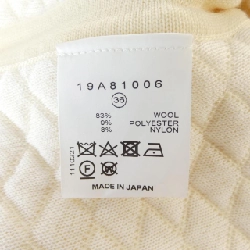 19A81006
38
83% WOOL
9% POLYESTER
8% NYLON
MADE IN JAPAN